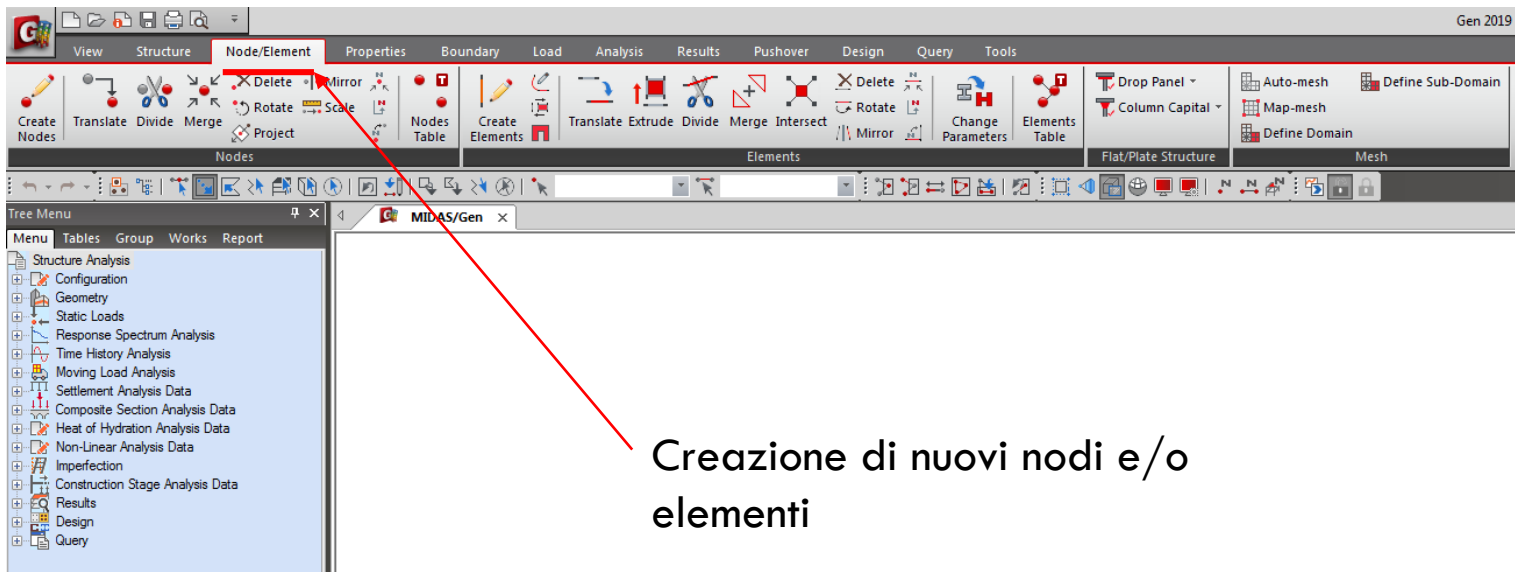 Gen 2019
View Structure Node/Element Properties Boundary Load Analysis Results Pushover Design Query Tools
Create Nodes
Translate
Divide
Merge
Delete
Rotate
Project
Mirror
Scale
Nodes Table
Create Elements
Translate
Extrude
Divide
Merge
Intersect
Delete
Rotate
Mirror
Change Parameters
Elements Table
Drop Panel
Column Capital
Auto-mesh
Map-mesh
Define Domain
Define Sub-Domain
Nodes
Elements
Flat/Plate Structure
Mesh
Tree Menu
MIDAS/Gen
Menu Tables Group Works Report
Structure Analysis
Configuration
Geometry
Static Loads
Response Spectrum Analysis
Time History Analysis
Moving Load Analysis
Settlement Analysis Data
Composite Section Analysis Data
Heat of Hydration Analysis Data
Non-Linear Analysis Data
Imperfection
Construction Stage Analysis Data
Results
Design
Query
Creazione di nuovi nodi e/o
elementi